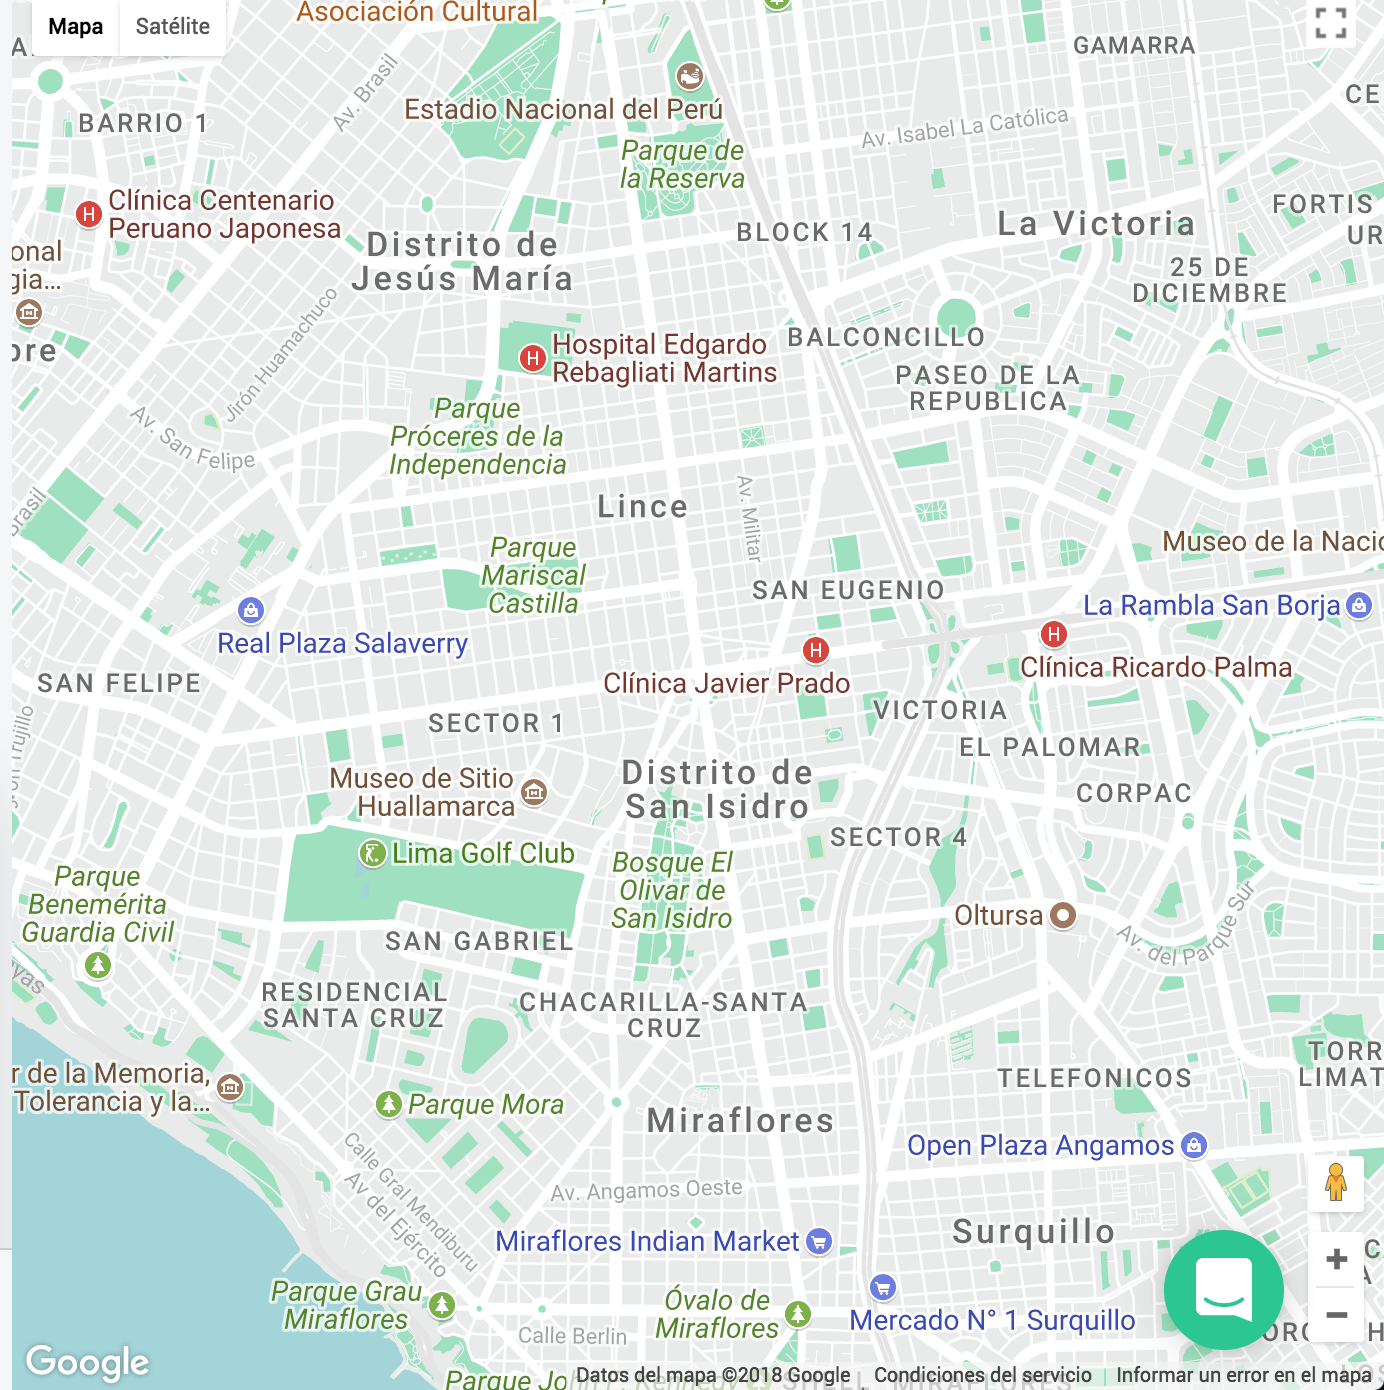 Mapa
Satélite
Asociación Cultural
GAMARRA
Av. Brasil
CE
Estadio Nacional del Perú
BARRIO 1
Av. Isabel La Católica
Parque de
la Reserva
Clínica Centenario
Peruano Japonesa
FORTIS
UR
La Victoria
BLOCK 14
Distrito de
Jesús María
onal
gia...
25 DE
DICIEMBRE
Jirón Huamachuco
BALCONCILLO
Hospital Edgardo
Rebagliati Martins
bre
PASEO DE LA
REPUBLICA
Parque
Próceres de la
Independencia
Av. San Felipe
Brasil
Lince
Av. Militar
Museo de la Nacio
Parque
Mariscal
Castilla
SAN EUGENIO
La Rambla San Borja
Real Plaza Salaverry
Clínica Ricardo Palma
SAN FELIPE
Clínica Javier Prado
VICTORIA
SECTOR 1
Trujillo
EL PALOMAR
Distrito de
San Isidro
Museo de Sitio
Huallamarca
CORPAC
SECTOR 4
Lima Golf Club
Bosque El
Olivar de
San Isidro
Parque
Benemérita
Guardia Civil
Oltursa
Av. del Parque Sur
SAN GABRIEL
yas
RESIDENCIAL
SANTA CRUZ
CHACARILLA-SANTA
CRUZ
TORR
LIMAT
r de la Memoria,
Tolerancia y la...
TELEFONICOS
Parque Mora
Miraflores
Open Plaza Angamos
Calle Gral Mendiburu
Av del Ejército
Av. Angamos Oeste
Surquillo
Miraflores Indian Market
Parque Grau
Miraflores
Óvalo de
Miraflores
Mercado N° 1 Surquillo
Calle Berlin
Google
Datos del mapa ©2018 Google
Condiciones del servicio
Informar un error en el mapa